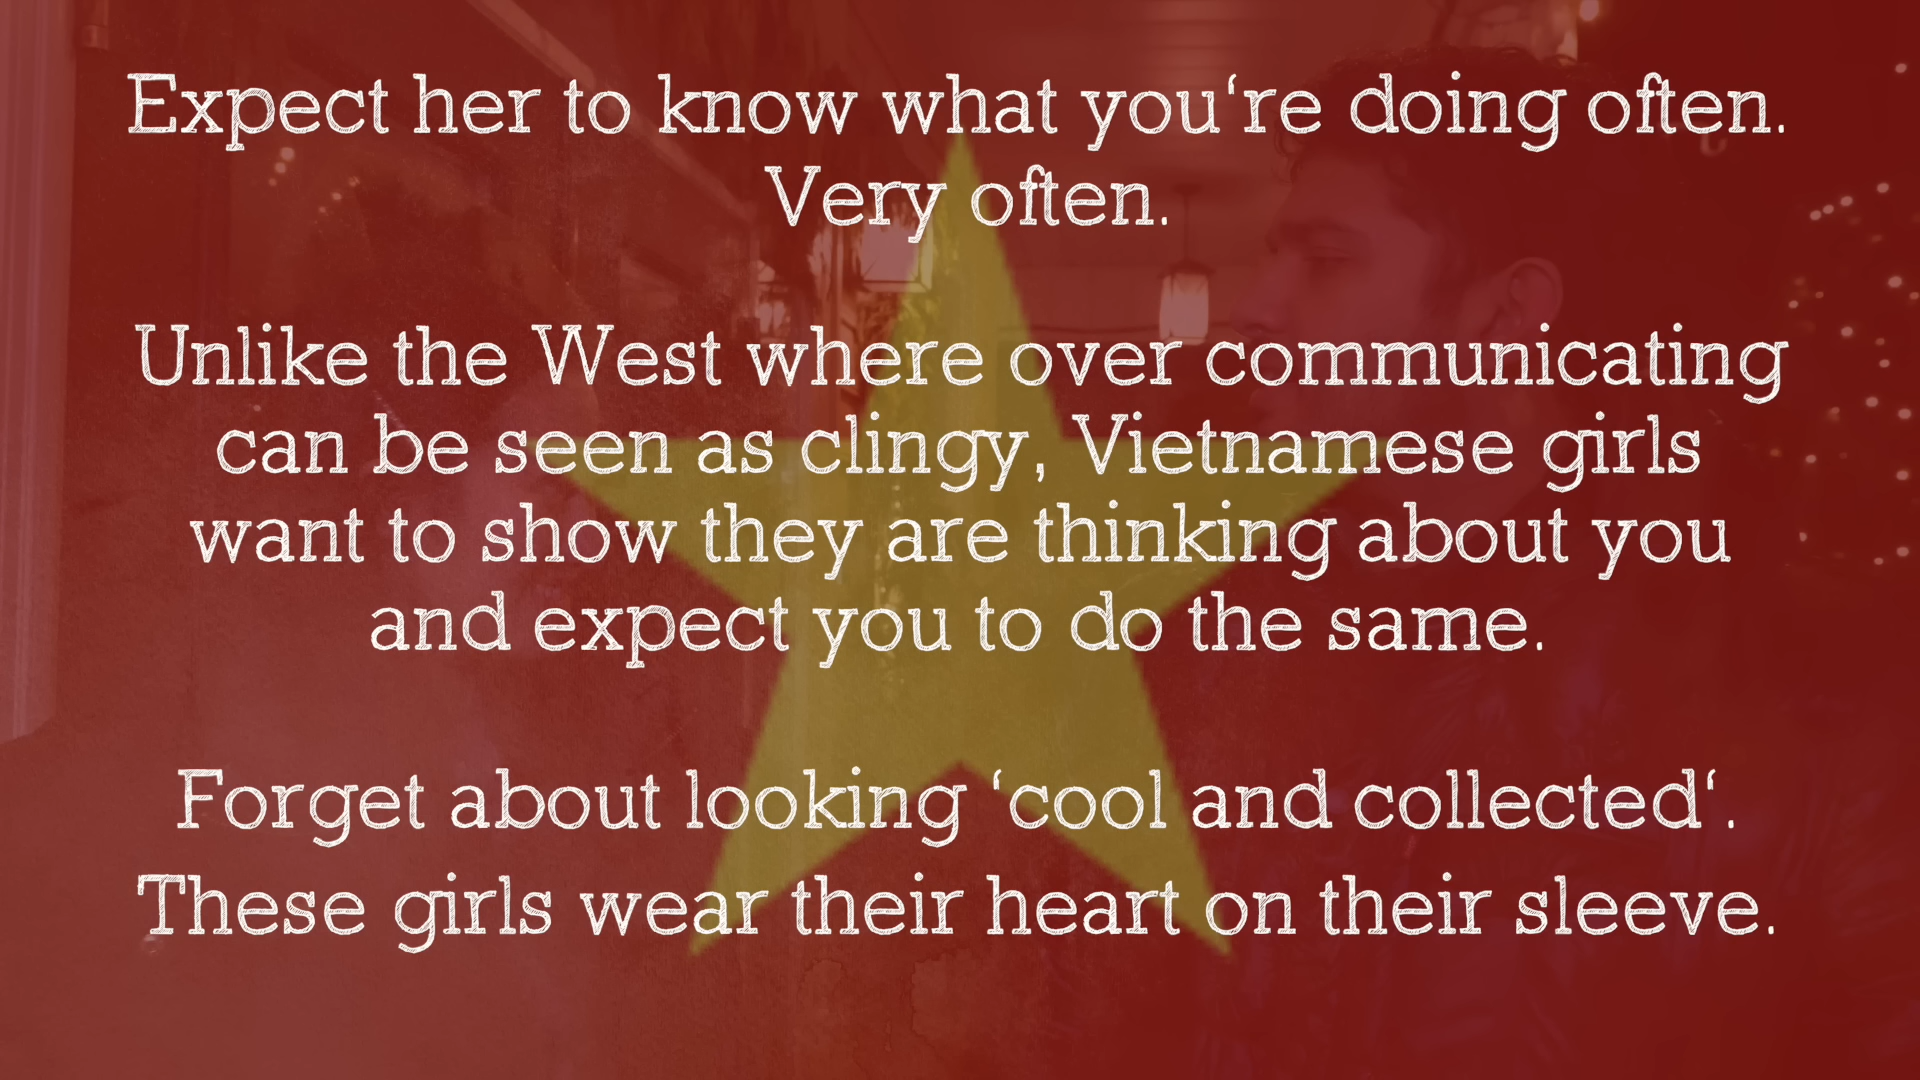 Expect her to know what you‘re doing often.
Very often.
Unlike the West where over communicating
can be seen as clingy, Vietnamese girls
want to show they are thinking about you
and expect you to do the same.
Forget about looking ‘cool and collected‘.
These girls wear their heart on their sleeve.